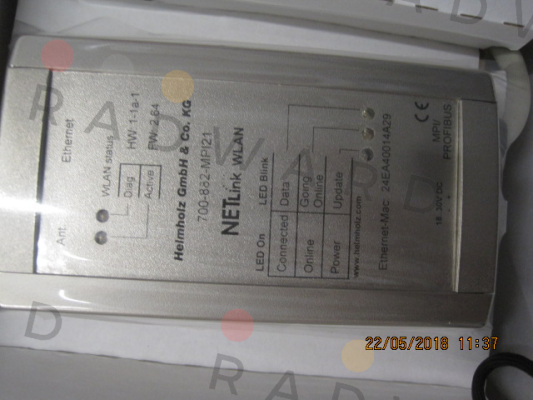 Ant.
Ethernet
WLAN status
Diag HW: 1-1a-1
Active FW: 2.64
Helmholz GmbH & Co. KG
700-882-MPI21
NETLink WLAN
LED On LED Blink
Connected Data
Online Going Online
Power Update
www.helmholz.com
Ethernet-Mac: 24EA40014A29
18...30V DC MPI/
PROFIBUS
CE
RADWARD
22/05/2018 11:37
D RADW